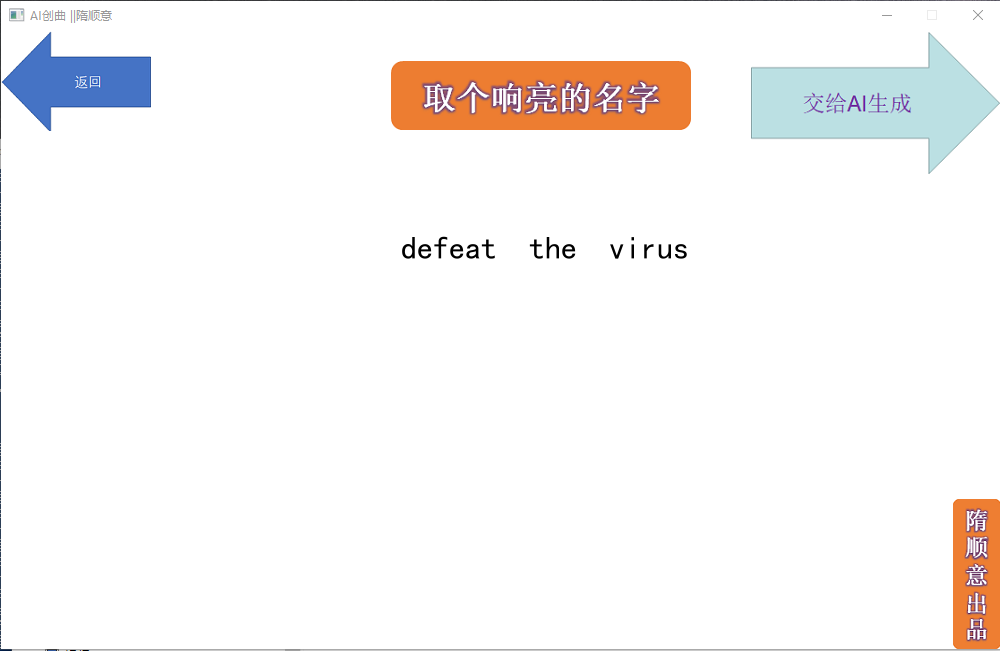 AI创曲 ||隋顺意
返回
取个响亮的名字
交给AI生成
defeat the virus
隋顺意出品